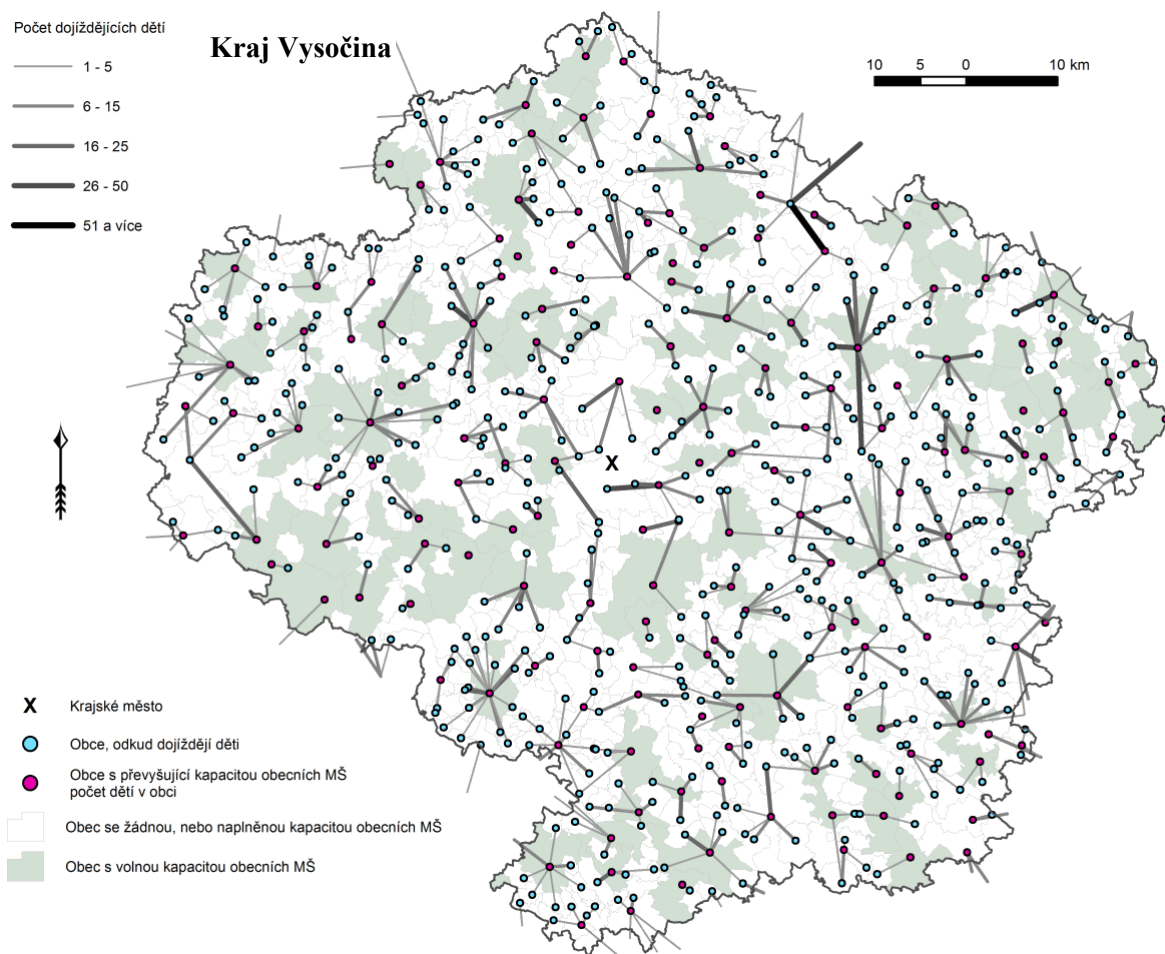 Počet dojíždějících dětí
Kraj Vysočina
1 - 5
6 - 15
16 - 25
26 - 50
51 a více
10 5 0 10 km
X
X Krajské město
Obce, odkud dojíždějí děti
Obce s převyšující kapacitou obecních MŠ
počet dětí v obci
Obec se žádnou, nebo naplněnou kapacitou obecních MŠ
Obec s volnou kapacitou obecních MŠ